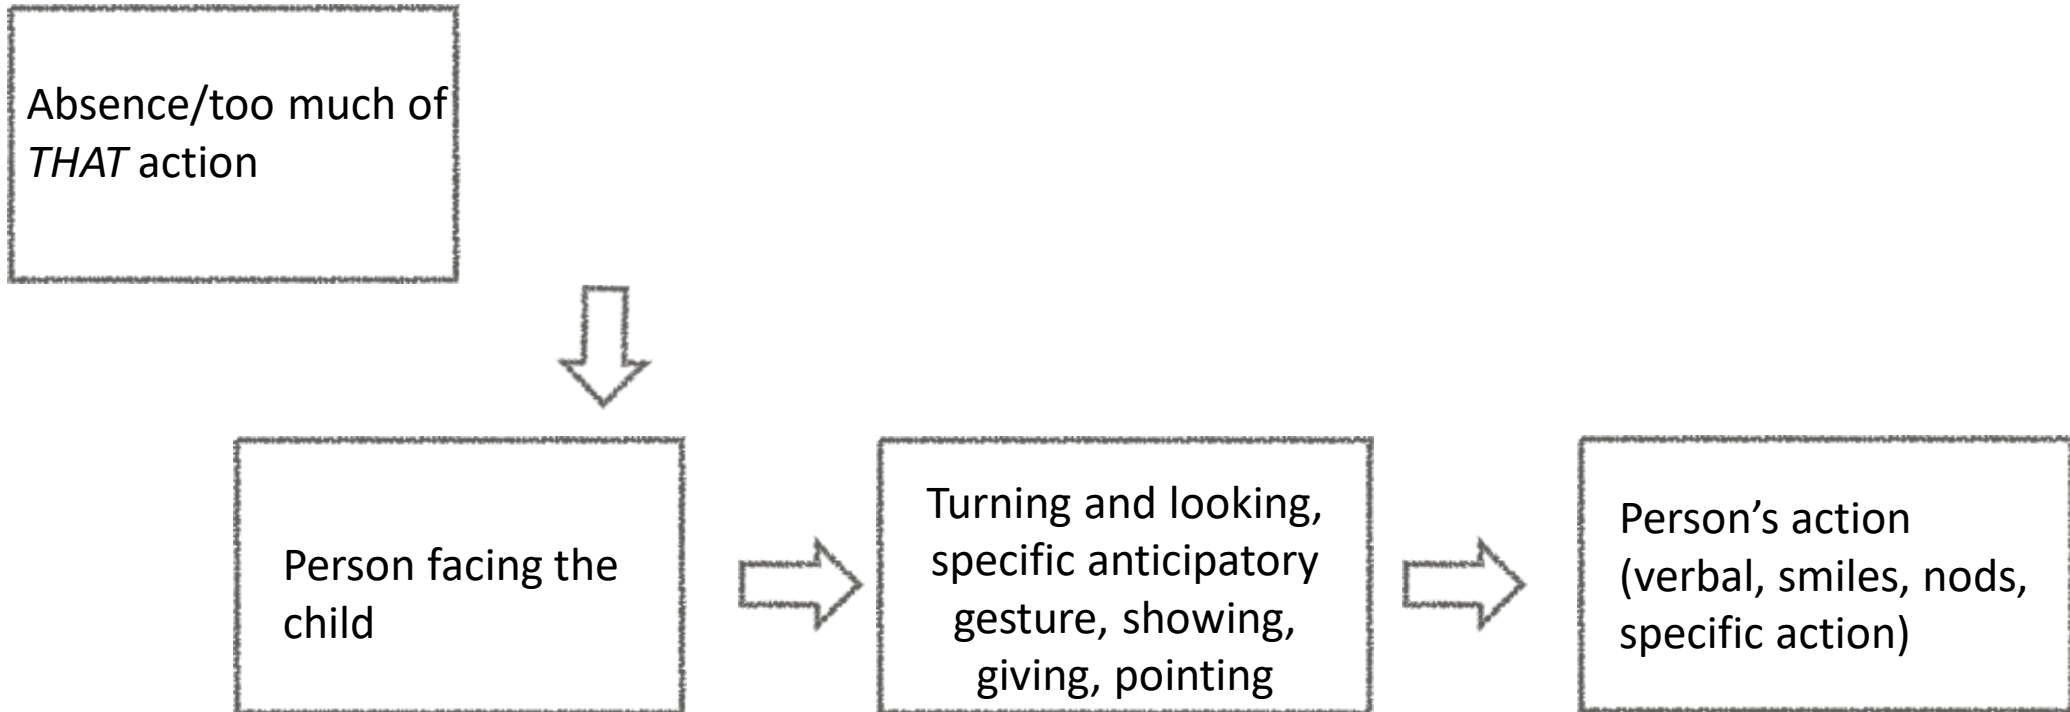 Absence/too much of
THAT action
Person facing the
child
Turning and looking,
specific anticipatory
gesture, showing,
giving, pointing
Person’s action
(verbal, smiles, nods,
specific action)